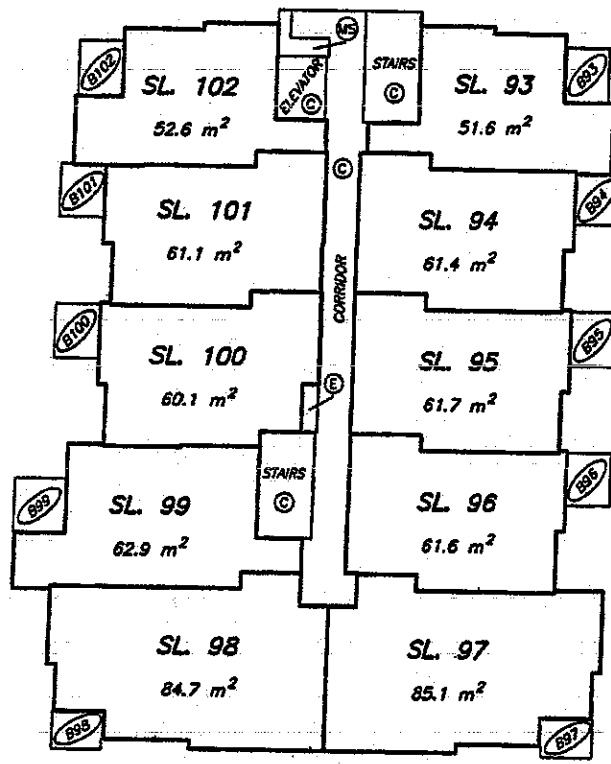 MS
B102
SL. 102
52.6 m²
ELEVATOR
C
STAIRS
C
SL. 93
51.6 m²
B93
B101
SL. 101
61.1 m²
C
CORRIDOR
SL. 94
61.4 m²
B94
B100
SL. 100
60.1 m²
E
SL. 95
61.7 m²
B95
B99
SL. 99
62.9 m²
STAIRS
C
SL. 96
61.6 m²
B96
SL. 98
84.7 m²
B98
SL. 97
85.1 m²
B97